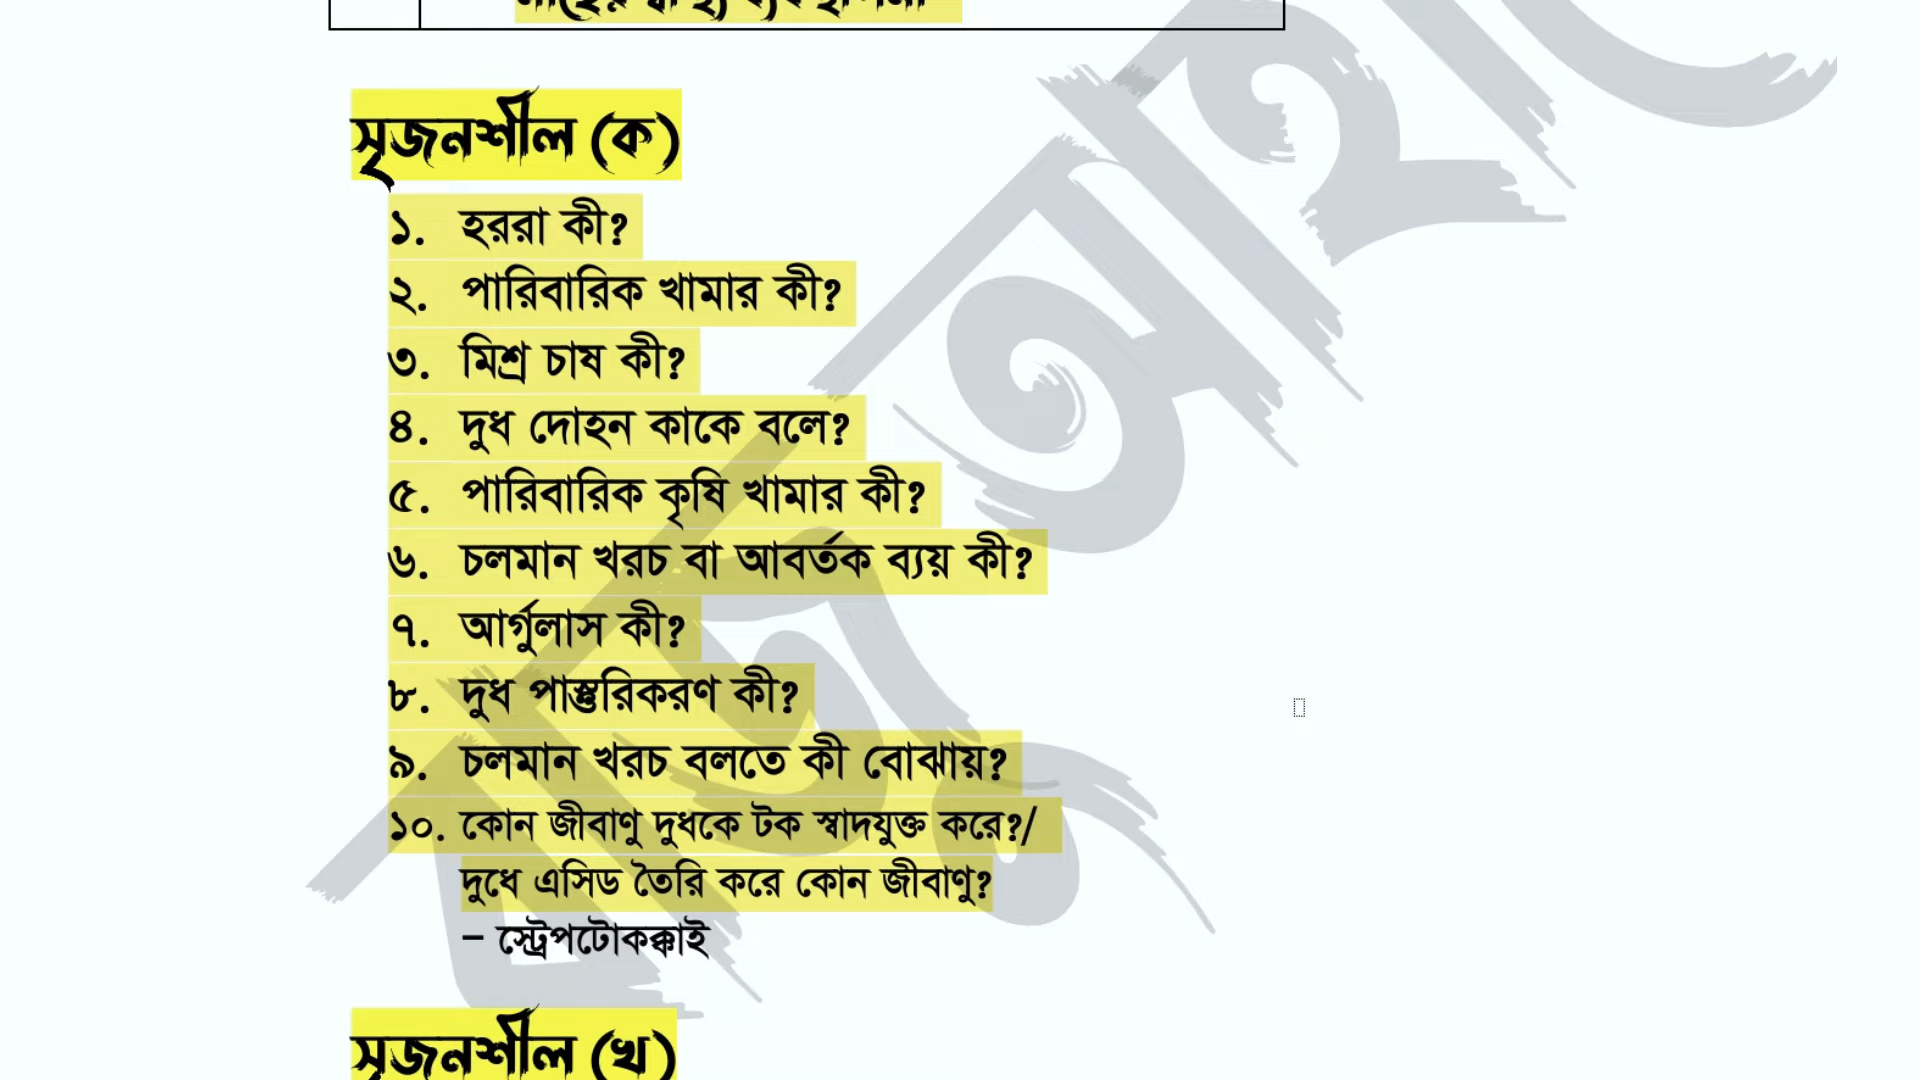 সৃজনশীল (ক)
১. হররা কী?
২. পারিবারিক খামার কী?
৩. মিশ্র চাষ কী?
৪. দুধ দোহন কাকে বলে?
৫. পারিবারিক কৃষি খামার কী?
৬. চলমান খরচ বা আবর্তক ব্যয় কী?
৭. আর্গুলাস কী?
৮. দুধ পাস্তুরিকরণ কী?
৯. চলমান খরচ বলতে কী বোঝায়?
১০. কোন জীবাণু দুধকে টক স্বাদযুক্ত করে?/
দুধে এসিড তৈরি করে কোন জীবাণু?
– স্ট্রেপটোকক্কাই
সৃজনশীল (খ)